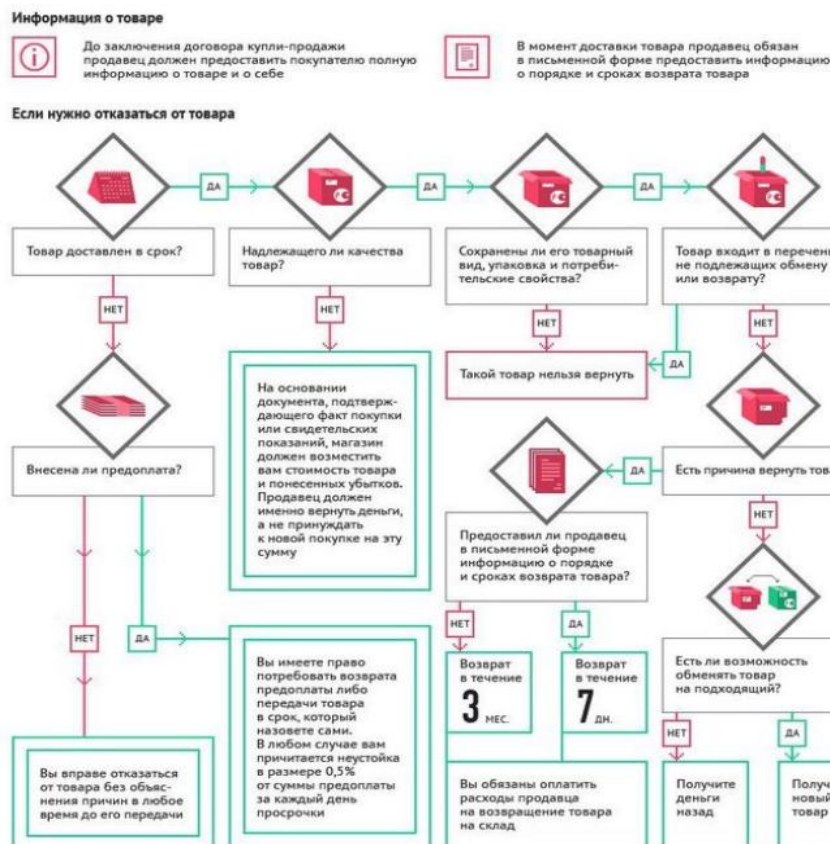 Информация о товаре
До заключения договора купли-продажи
продавец должен предоставить покупателю полную
информацию о товаре и о себе
В момент доставки товара продавец обязан
в письменной форме предоставить информацию
о порядке и сроках возврата товара
Если нужно отказаться от товара
ДА
ДА
ДА
Товар доставлен в срок?
Надлежащего ли качества
товар?
Сохранены ли его товарный
вид, упаковка и потреби-
тельские свойства?
Товар входит в перечень
не подлежащих обмену
или возврату?
НЕТ
НЕТ
НЕТ
НЕТ
ДА
Такой товар нельзя вернуть
На основании
документа, подтверж-
дающего факт покупки
или свидетельских
показаний, магазин
должен возместить
вам стоимость товара
и понесенных убытков.
Продавец должен
именно вернуть деньги,
а не принуждать
к новой покупке на эту
сумму
Внесена ли предоплата?
ДА
Есть причина вернуть тов
НЕТ
Предоставил ли продавец
в письменной форме
информацию о порядке
и сроках возврата товара?
НЕТ
ДА
НЕТ
ДА
Вы имеете право
потребовать возврата
предоплаты либо
передачи товара
в срок, который
назовете сами.
В любом случае вам
причитается неустойка
в размере 0,5%
от суммы предоплаты
за каждый день
просрочки
Возврат
в течение
3 МЕС.
Возврат
в течение
7 ДН.
Есть ли возможность
обменять товар
на подходящий?
НЕТ
ДА
Вы вправе отказаться
от товара без объяс-
нения причин в любое
время до его передачи
Вы обязаны оплатить
расходы продавца
на возвращение товара
на склад
Получите
деньги
назад
Получ
новый
товар